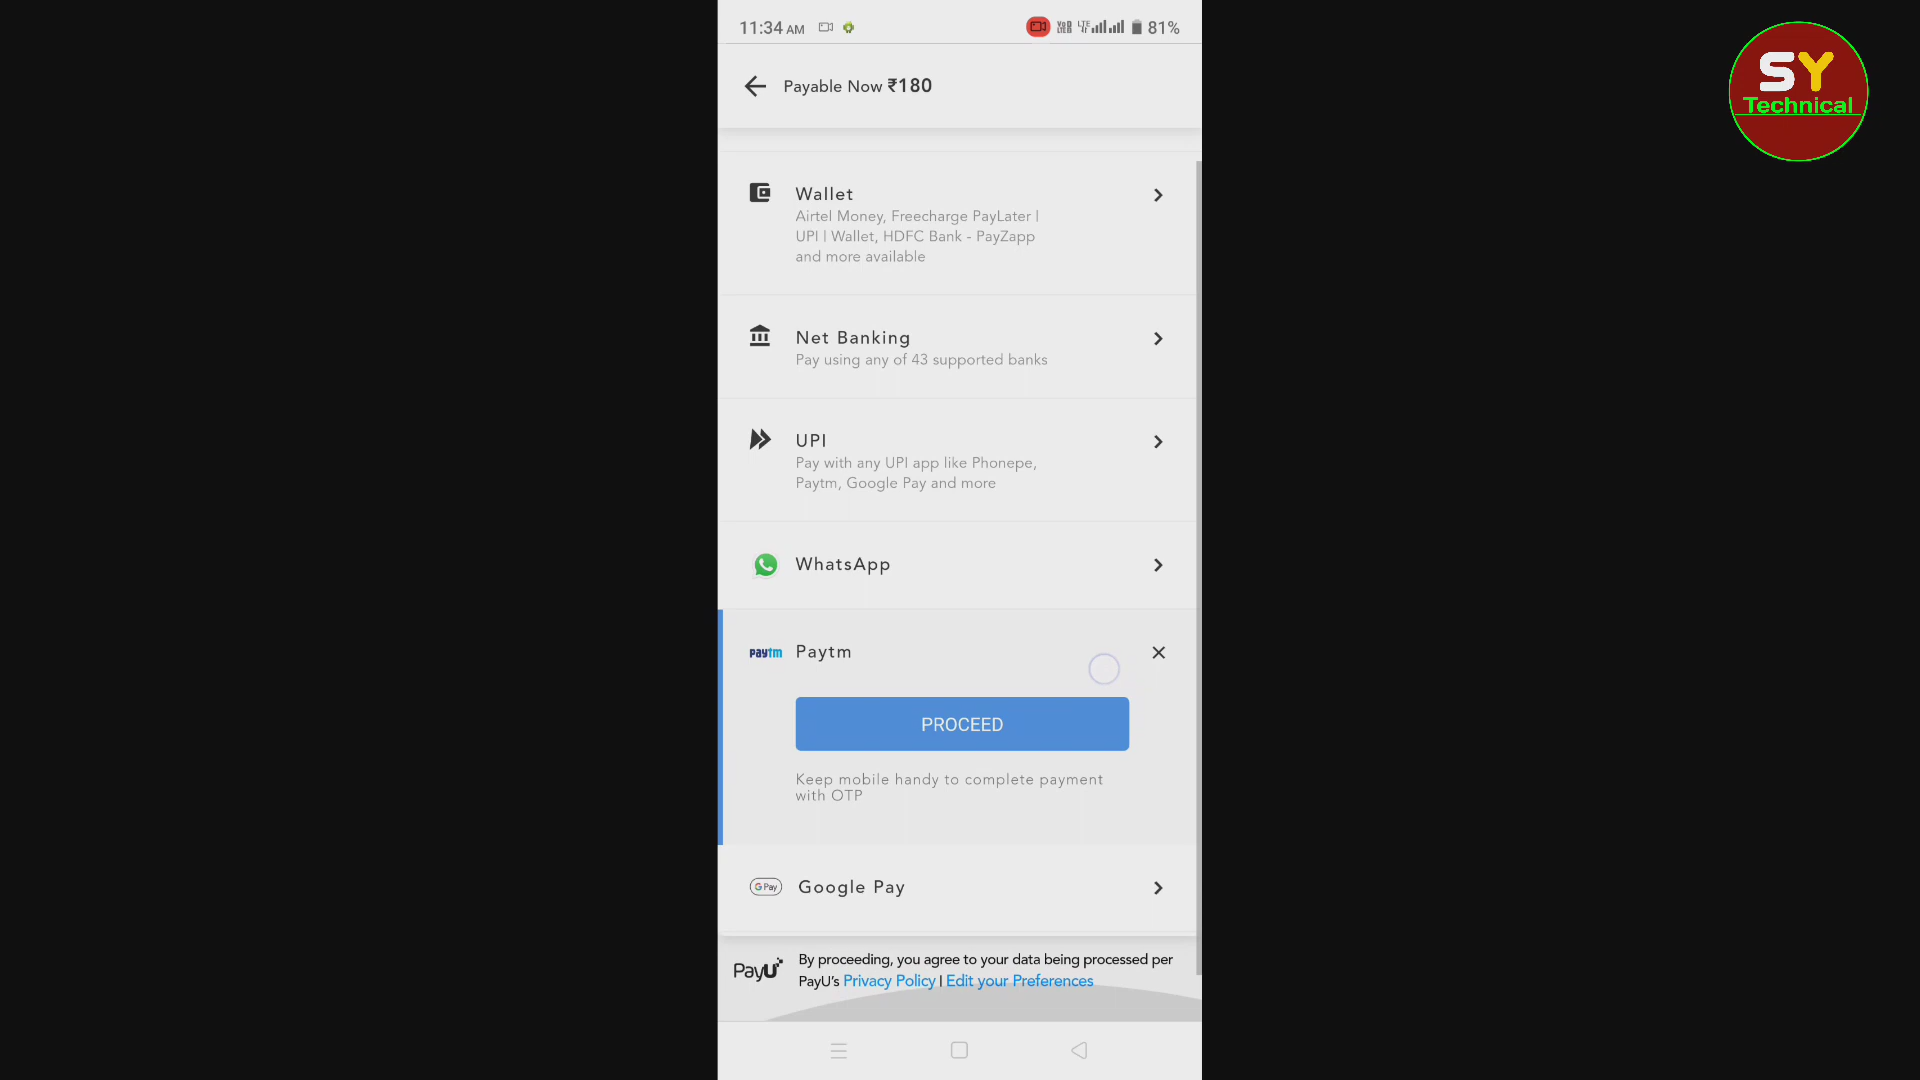 11:34 AM
81%
SY
Technical
Payable Now ₹180
Wallet
Airtel Money, Freecharge PayLater |
UPI | Wallet, HDFC Bank - PayZapp
and more available
Net Banking
Pay using any of 43 supported banks
UPI
Pay with any UPI app like Phonepe,
Paytm, Google Pay and more
WhatsApp
paytm Paytm
PROCEED
Keep mobile handy to complete payment
with OTP
G Pay Google Pay
PayU
By proceeding, you agree to your data being processed per
PayU's Privacy Policy | Edit your Preferences